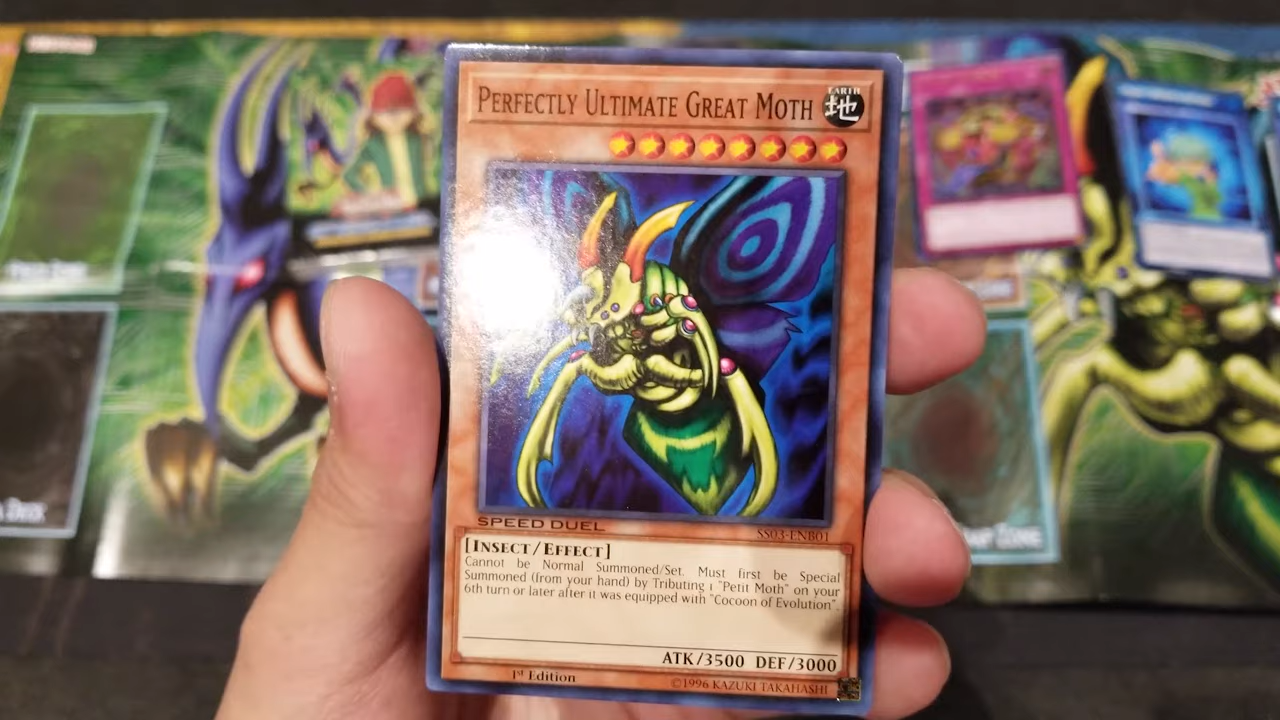 PERFECTLY ULTIMATE GREAT MOTH
EARTH
地
SPEED DUEL
SS03-ENB01
[INSECT/EFFECT]
Cannot be Normal Summoned/Set. Must first be Special
Summoned (from your hand) by Tributing 1 "Petit Moth" on your
6th turn or later after it was equipped with "Cocoon of Evolution".
ATK/3500 DEF/3000
1st Edition
©1996 KAZUKI TAKAHASHI